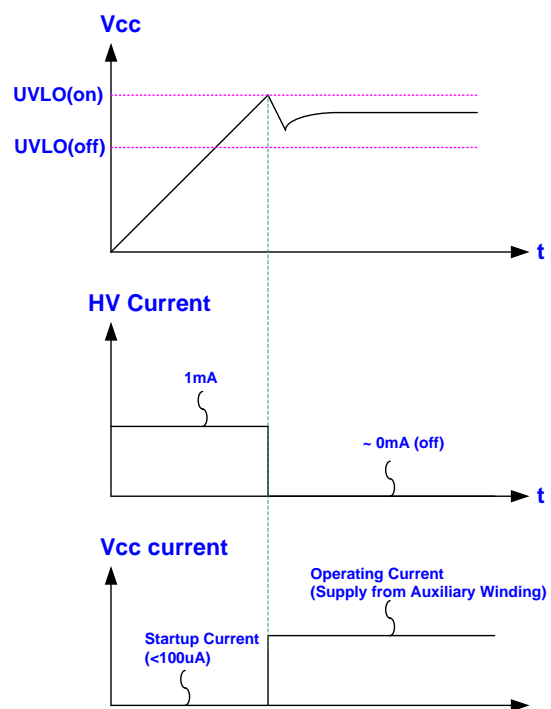 Vcc
UVLO(on)
UVLO(off)
t
HV Current
1mA
~ 0mA (off)
t
Vcc current
Operating Current
(Supply from Auxiliary Winding)
Startup Current
(<100uA)